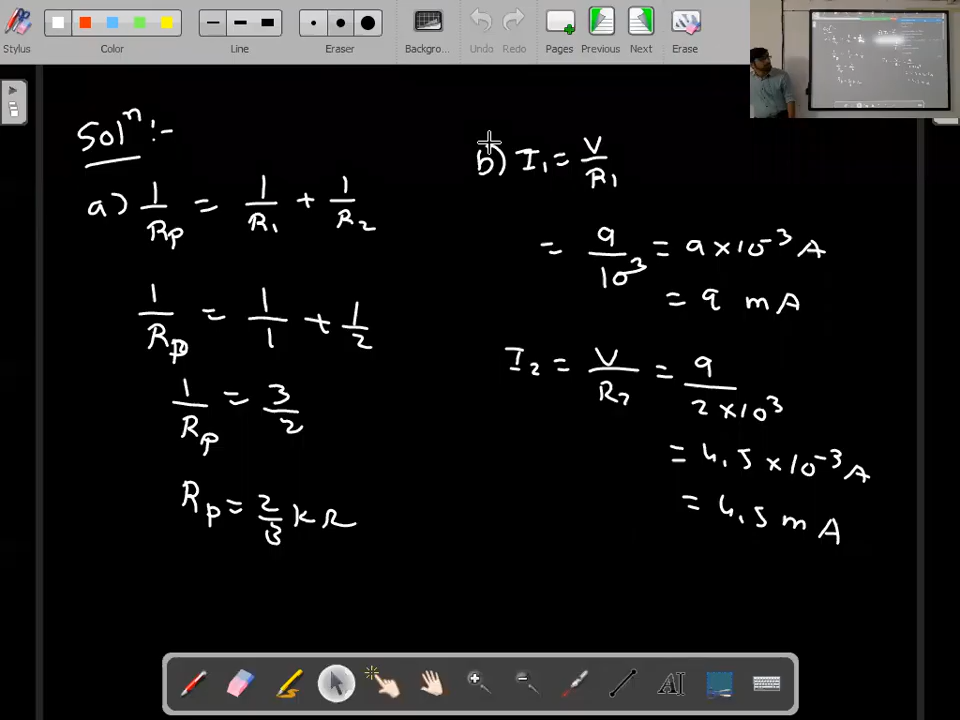 Stylus
Color
Line
Eraser
Backgro...
Undo Redo
Pages
Previous
Next
Erase
Solⁿ :-
a) 1/Rp = 1/R1 + 1/R2
1/Rp = 1/1 + 1/2
1/Rp = 3/2
Rp = 2/3 kΩ
b) I1 = V/R1
= 9/10³ = 9 × 10⁻³ A
= 9 mA
I2 = V/R2 = 9/2×10³
= 4.5 × 10⁻³ A
= 4.5 mA
AI